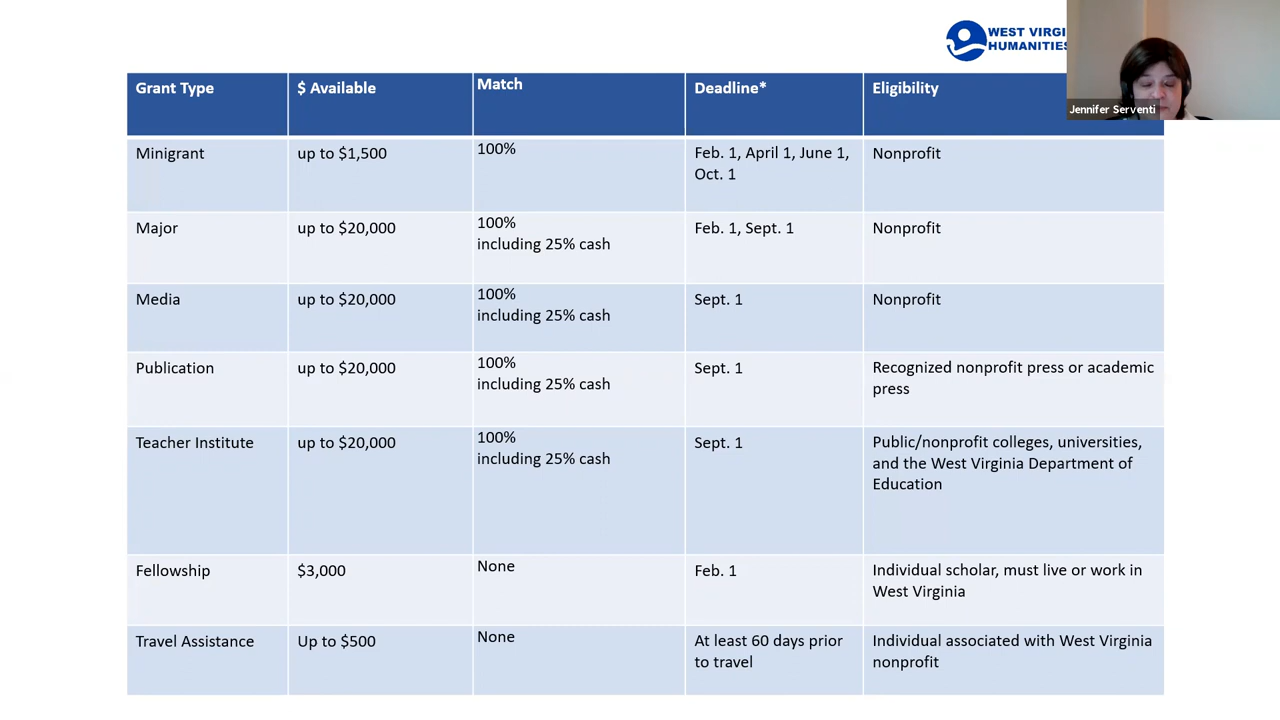 WEST VIRGI
HUMANITIES
Jennifer Serventi
Grant Type
$ Available
Match
Deadline*
Eligibility
Minigrant
up to $1,500
100%
Feb. 1, April 1, June 1,
Oct. 1
Nonprofit
Major
up to $20,000
100%
including 25% cash
Feb. 1, Sept. 1
Nonprofit
Media
up to $20,000
100%
including 25% cash
Sept. 1
Nonprofit
Publication
up to $20,000
100%
including 25% cash
Sept. 1
Recognized nonprofit press or academic
press
Teacher Institute
up to $20,000
100%
including 25% cash
Sept. 1
Public/nonprofit colleges, universities,
and the West Virginia Department of
Education
Fellowship
$3,000
None
Feb. 1
Individual scholar, must live or work in
West Virginia
Travel Assistance
Up to $500
None
At least 60 days prior
to travel
Individual associated with West Virginia
nonprofit